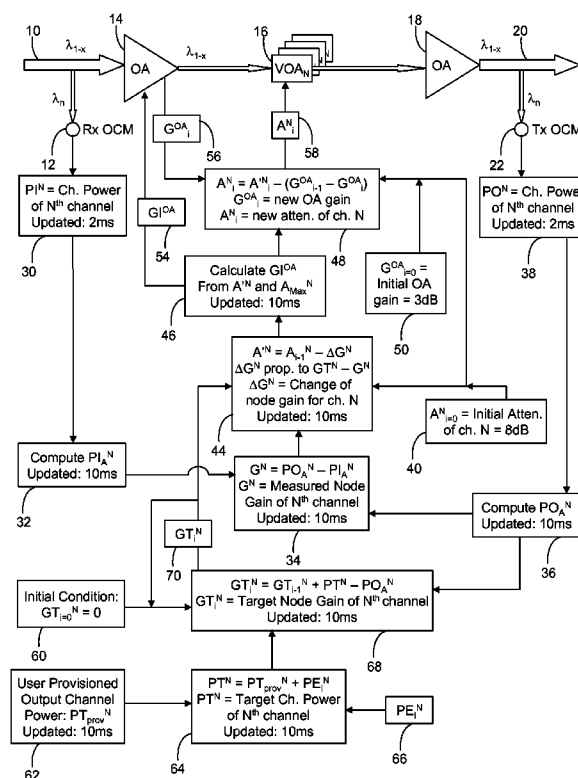 10
λ1-x
14
OA
λ1-x
16
N
VOAN
18
OA
λ1-x
20
λn
Rx OCM
12
GOAi
56
ANi
58
λn
Tx OCM
22
PIN = Ch. Power
of Nth channel
Updated: 2ms
30
GIOA
54
ANi = A'Ni – (GOAi-1 – GOAi)
GOAi = new OA gain
ANi = new atten. of ch. N
48
PON = Ch. Power
of Nth channel
Updated: 2ms
38
Calculate GIOA
From A'N and AMaxN
Updated: 10ms
46
GOAi=0 =
Initial OA
gain = 3dB
50
A'N = Ai-1N – ΔGN
ΔGN prop. to GTN – GN
ΔGN = Change of
node gain for ch. N
Updated: 10ms
44
ANi=0 = Initial Atten.
of ch. N = 8dB
40
Compute PIAN
Updated: 10ms
32
GN = POAN – PIAN
GN = Measured Node
Gain of Nth channel
Updated: 10ms
34
Compute POAN
Updated: 10ms
36
GTiN
70
Initial Condition:
GTi=0N = 0
60
GTiN = GTi-1N + PTN – POAN
GTiN = Target Node Gain of Nth channel
Updated: 10ms
68
User Provisioned
Output Channel
Power: PTprovN
Updated: 10ms
62
PTN = PTprovN + PEiN
PTN = Target Ch. Power
of Nth channel
Updated: 10ms
64
PEiN
66